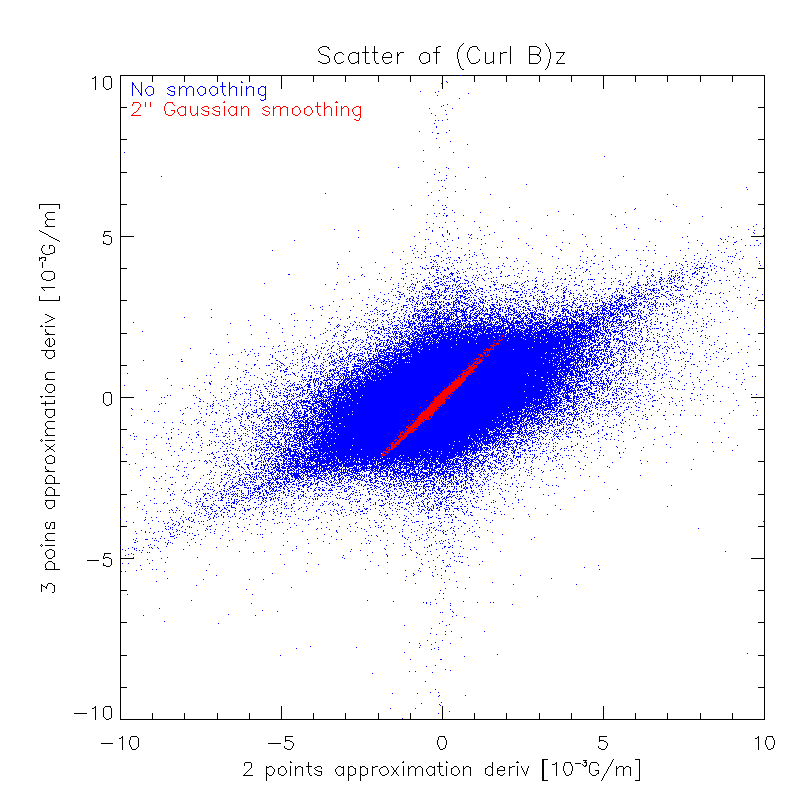 Scatter of (Curl B)z
No smoothing
2" Gaussian smoothing
10
5
0
-5
-10
3 poins approximation deriv [10⁻³G/m]
-10 -5 0 5 10
2 points approximation deriv [10⁻³G/m]